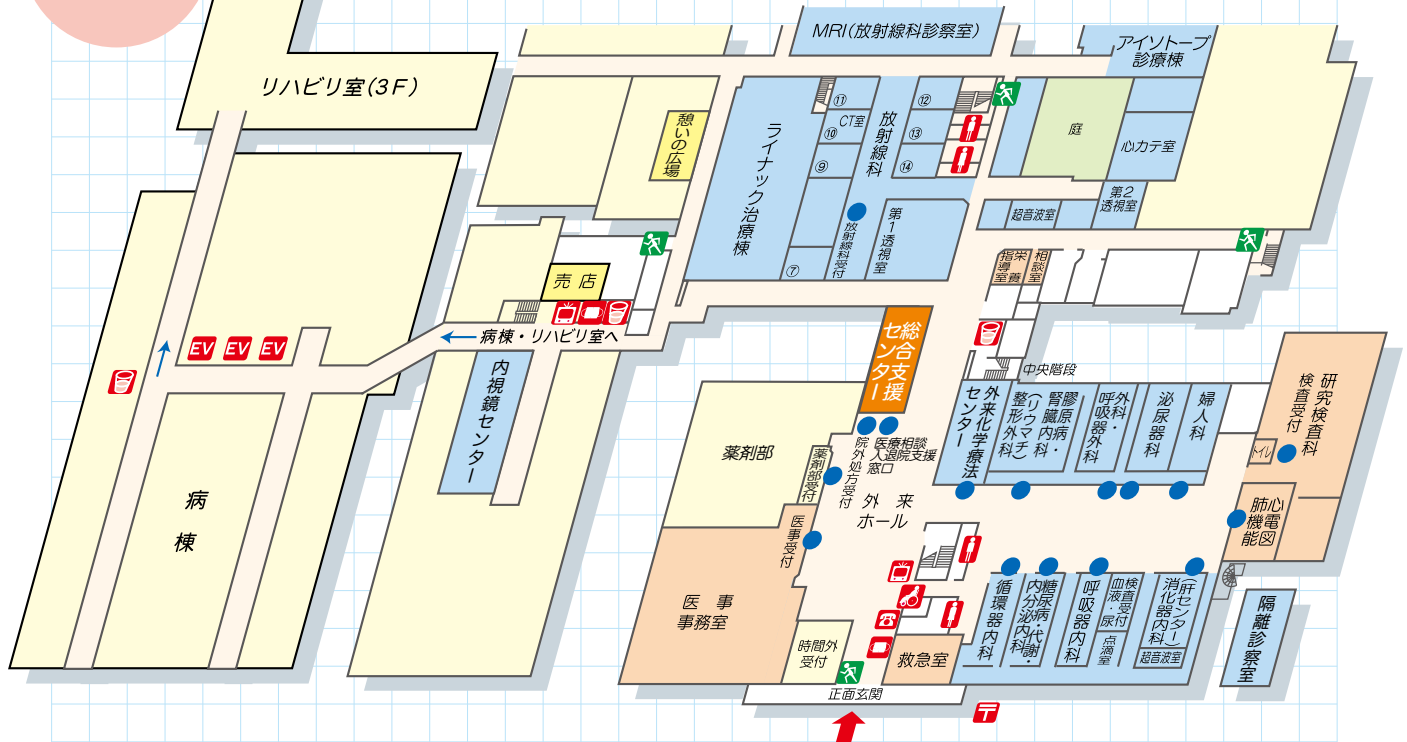 MRI(放射線科診察室)
アイソトープ
診療棟
リハビリ室(3F)
憩いの広場
ライナック治療棟
⑪
CT室
⑩
⑨
⑦
放射線科
⑫
⑬
⑭
放射線科受付
第1透視室
庭
心カテ室
第2
透視室
超音波室
栄養
指導室
相談室
売店
病棟・リハビリ室へ
EV
EV
EV
内視鏡センター
病棟
総合支援
センター
中央階段
外来化学療法
センター
膠原病・
腎臓内科・
(リウマチ)
整形外科
外科・
呼吸器外科
泌尿器科
婦人科
研究検査科
検査受付
トイレ
心電図
肺機能
薬剤部
薬剤部受付
院外処方受付
医療相談
入退院支援
窓口
外来
ホール
医事受付
医事
事務室
時間外
受付
救急室
正面玄関
循環器内科
糖尿病・代謝・
内分泌内科
呼吸器内科
検査受付
血液・尿
点滴室
(肝センター)
消化器内科
超音波室
隔離診察室